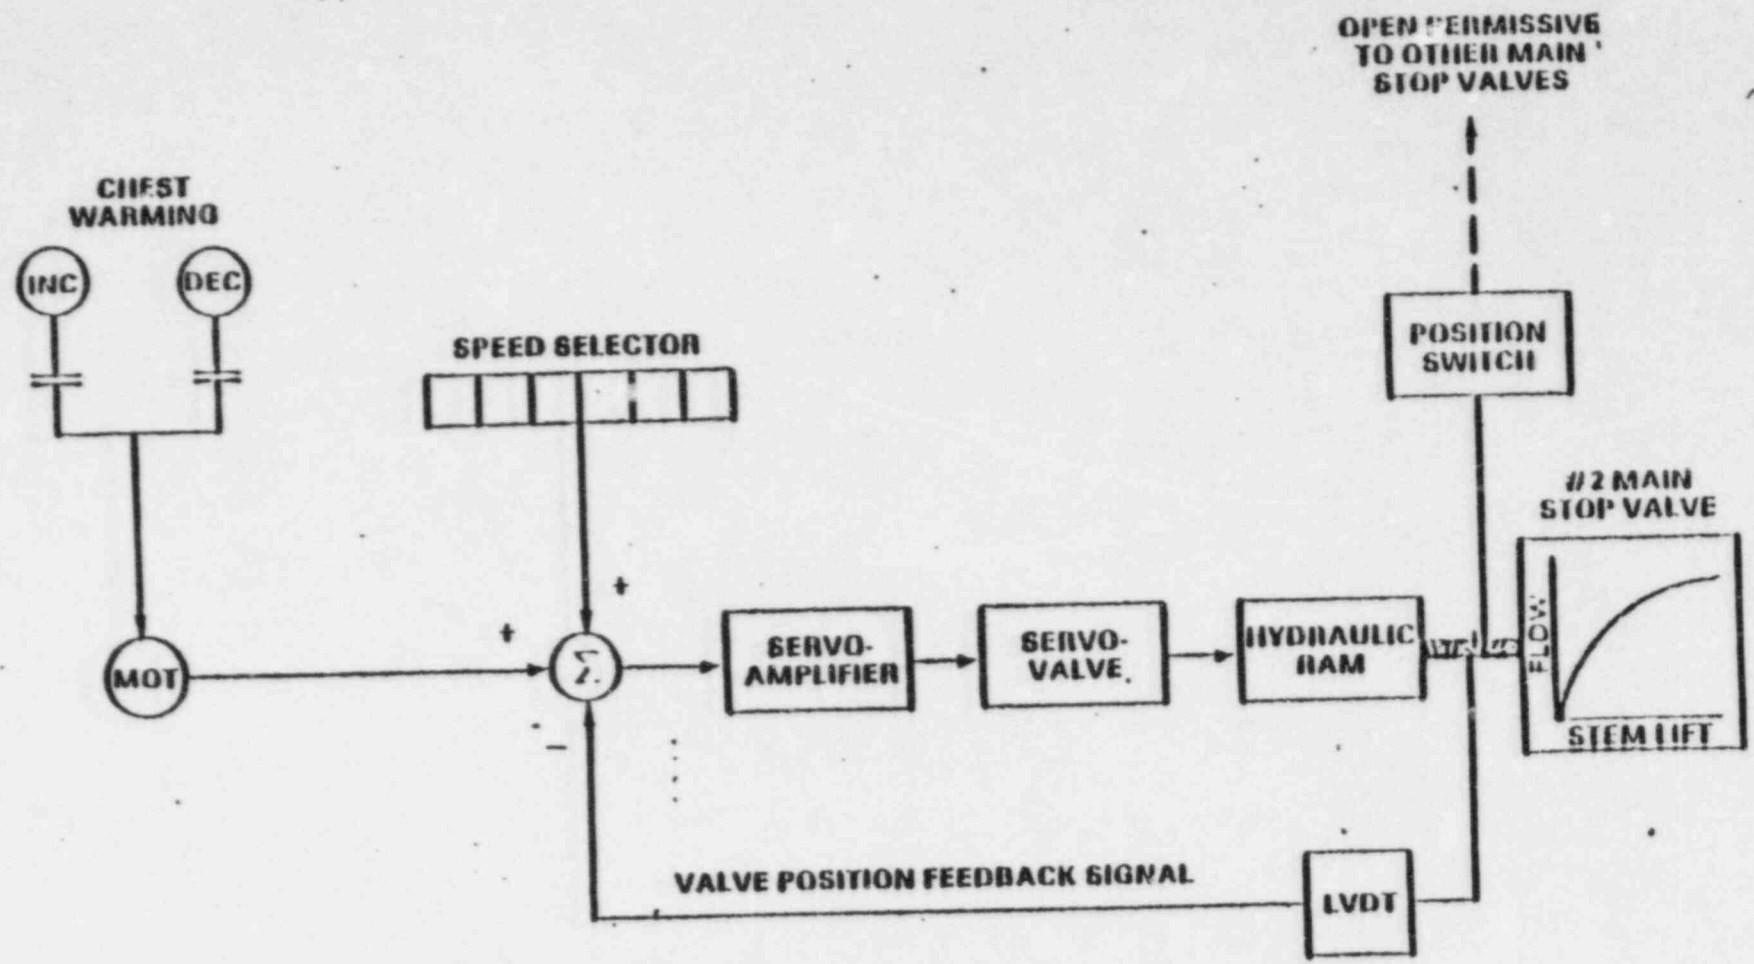 OPEN PERMISSIVE
TO OTHER MAIN
STOP VALVES
CHEST
WARMING
INC
DEC
SPEED SELECTOR
POSITION
SWITCH
#2 MAIN
STOP VALVE
+
+
MOT
Σ
SERVO-
AMPLIFIER
SERVO-
VALVE
HYDRAULIC
RAM
FLOW
STEM LIFT
-
VALVE POSITION FEEDBACK SIGNAL
LVDT